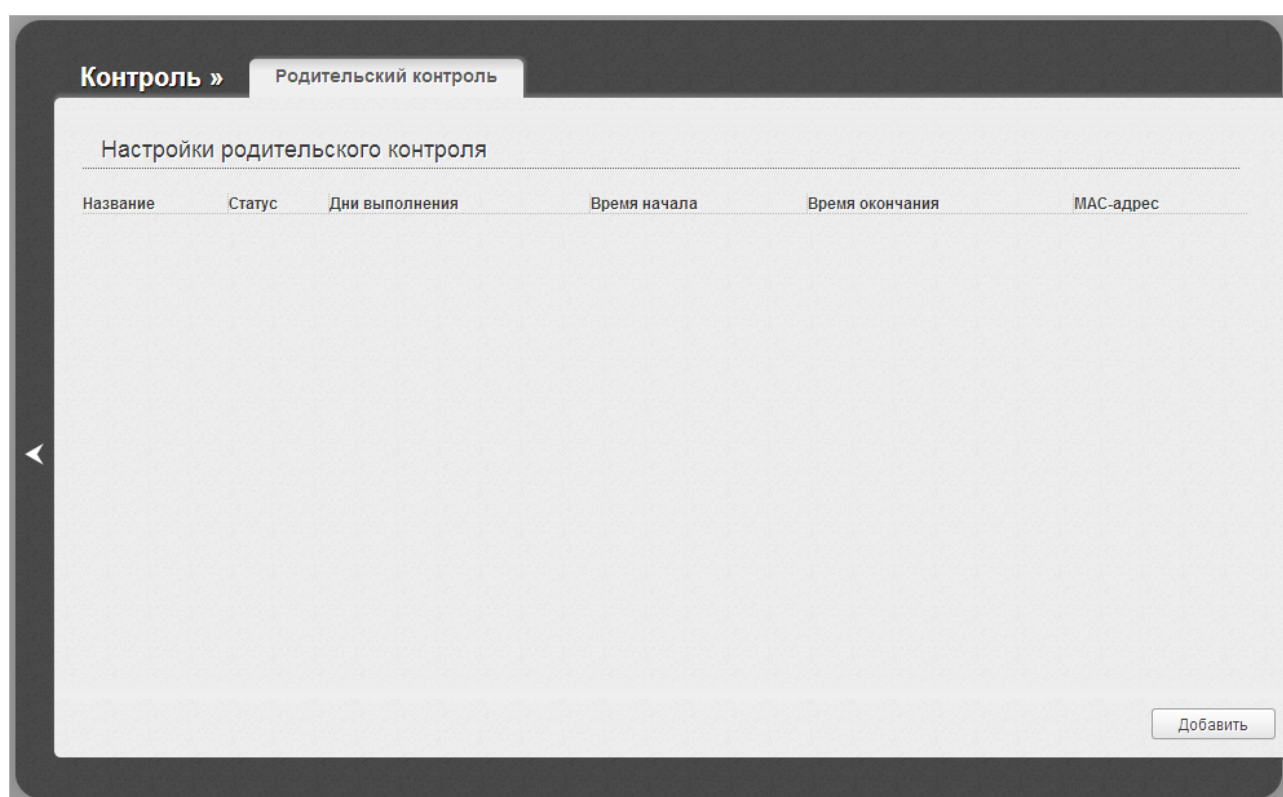 Контроль » Родительский контроль
Настройки родительского контроля
Название Статус Дни выполнения Время начала Время окончания MAC-адрес
Добавить